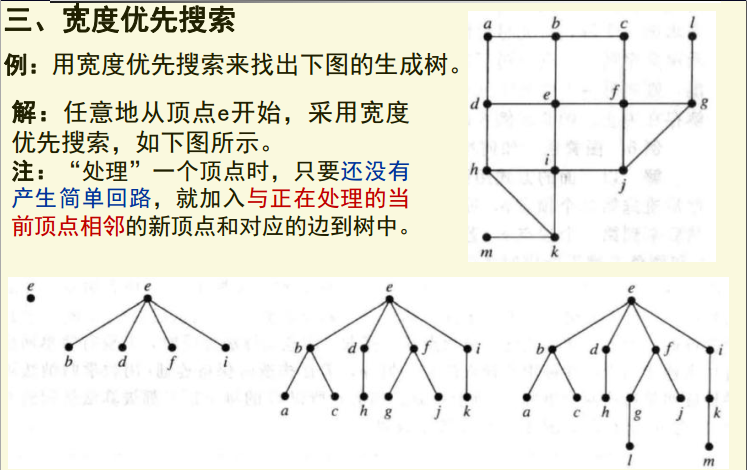 三、宽度优先搜索
例：用宽度优先搜索来找出下图的生成树。
解：任意地从顶点e开始，采用宽度
优先搜索，如下图所示。
注：“处理”一个顶点时，只要还没有
产生简单回路，就加入与正在处理的当
前顶点相邻的新顶点和对应的边到树中。
a b c l
d e f g
h i j
m k
e e e e
b d f i b d f i b d f i
a c h g j k a c h g j k
l m